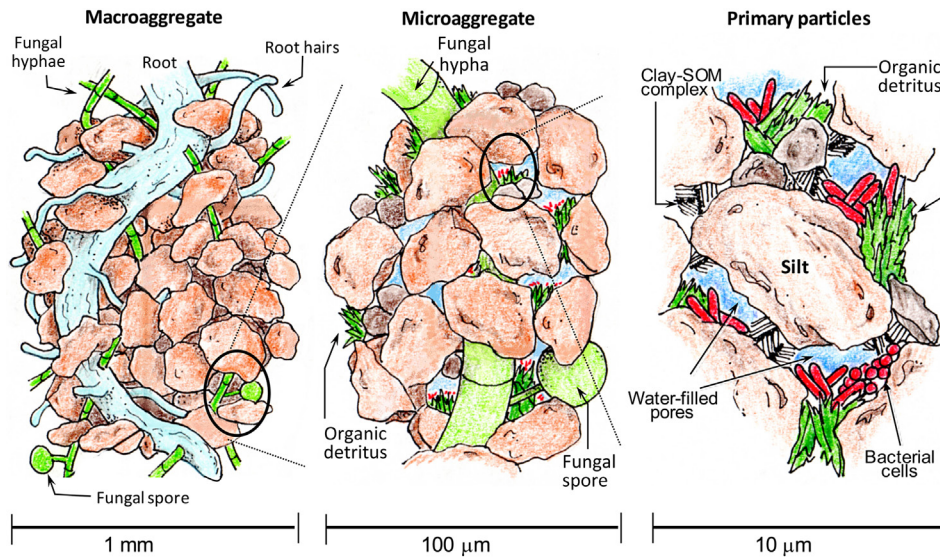 Macroaggregate
Fungal
hyphae
Root
Root hairs
Fungal spore
1 mm
Microaggregate
Fungal
hypha
Organic
detritus
Fungal
spore
100 μm
Primary particles
Clay-SOM
complex
Organic
detritus
Silt
Water-filled
pores
Bacterial
cells
10 μm